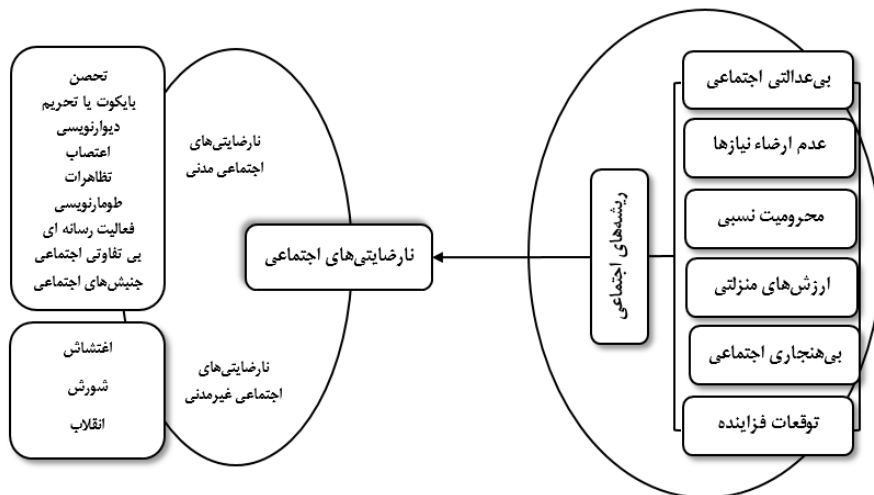 بی‌عدالتی اجتماعی
عدم ارضاء نیازها
محرومیت نسبی
ارزش‌های منزلتی
بی‌هنجاری اجتماعی
توقعات فزاینده
ریشه‌های اجتماعی
نارضایتی‌های اجتماعی
نارضایتی‌های
اجتماعی مدنی
نارضایتی‌های
اجتماعی غیرمدنی
تحصن
بایکوت یا تحریم
دیوارنویسی
اعتصاب
تظاهرات
طومارنویسی
فعالیت رسانه ای
بی تفاوتی اجتماعی
جنبش‌های اجتماعی
اغتشاش
شورش
انقلاب